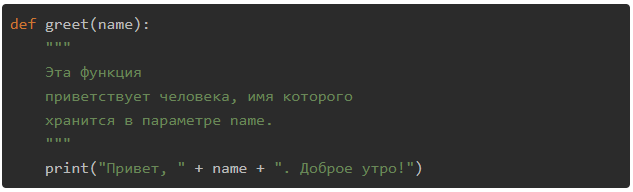 def greet(name):
    """
    Эта функция
    приветствует человека, имя которого
    хранится в параметре name.
    """
    print("Привет, " + name + ". Доброе утро!")